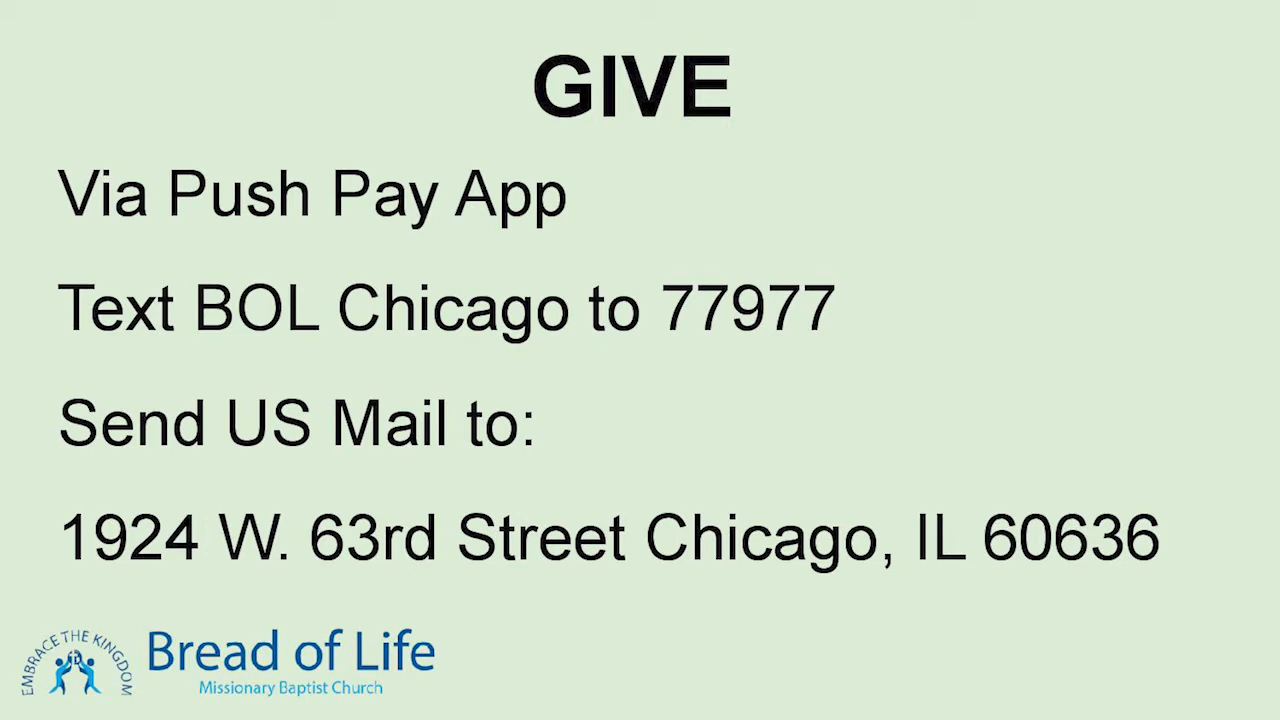 GIVE
Via Push Pay App
Text BOL Chicago to 77977
Send US Mail to:
1924 W. 63rd Street Chicago, IL 60636
EMBRACE THE KINGDOM
Bread of Life
Missionary Baptist Church